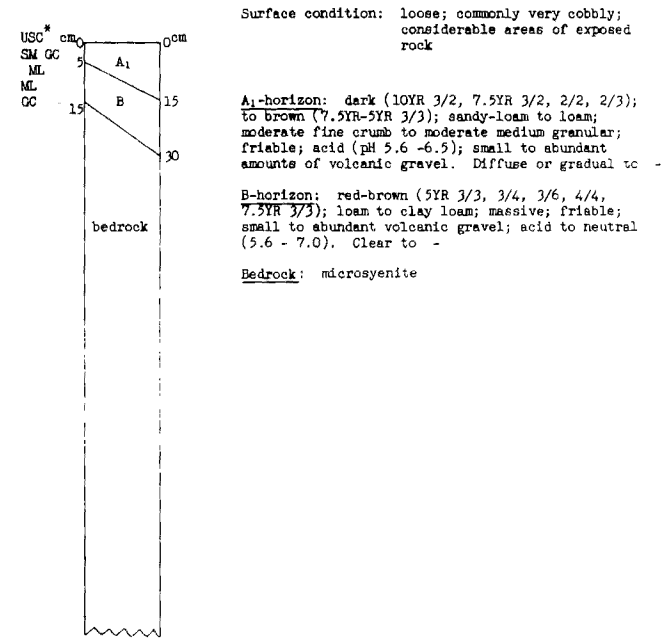 USC* cm
0
0 cm
SM GC
5
A1
ML
ML
B
GC
15
15
30
bedrock
Surface condition: loose; commonly very cobbly;
considerable areas of exposed
rock
A1-horizon: dark (10YR 3/2, 7.5YR 3/2, 2/2, 2/3);
to brown (7.5YR-5YR 3/3); sandy-loam to loam;
moderate fine crumb to moderate medium granular;
friable; acid (pH 5.6 -6.5); small to abundant
amounts of volcanic gravel. Diffuse or gradual to -
B-horizon: red-brown (5YR 3/3, 3/4, 3/6, 4/4,
7.5YR 3/3); loam to clay loam; massive; friable;
small to abundant volcanic gravel; acid to neutral
(5.6 - 7.0). Clear to -
Bedrock: microsyenite